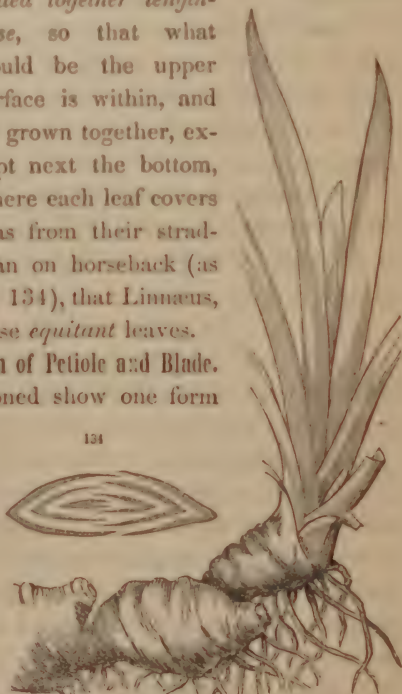 together length-
se, so that what
uld be the upper
rface is within, and
grown together, ex-
pt next the bottom,
here each leaf covers
as from their strad-
an on horseback (as
134), that Linnæus,
se equitant leaves.
n of Petiole and Blade.
oned show one form
134